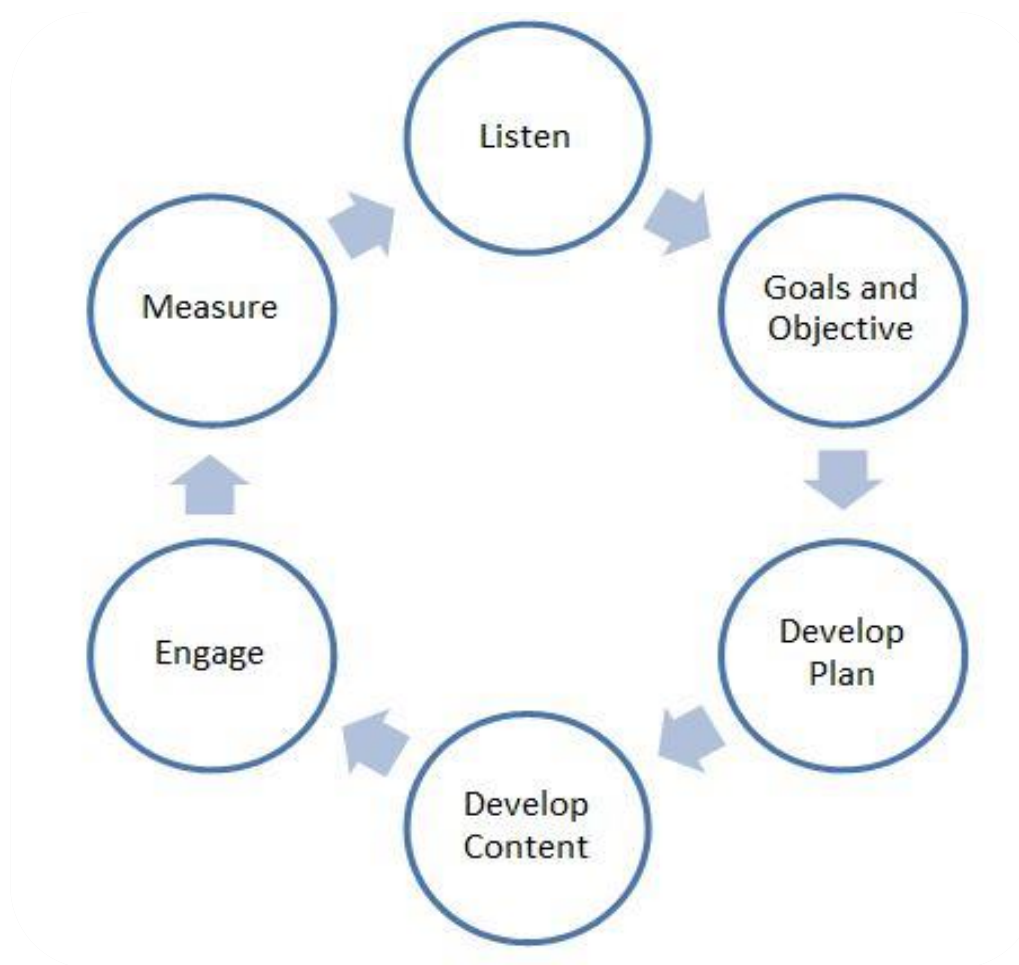 Listen
Goals and
Objective
Develop
Plan
Develop
Content
Engage
Measure